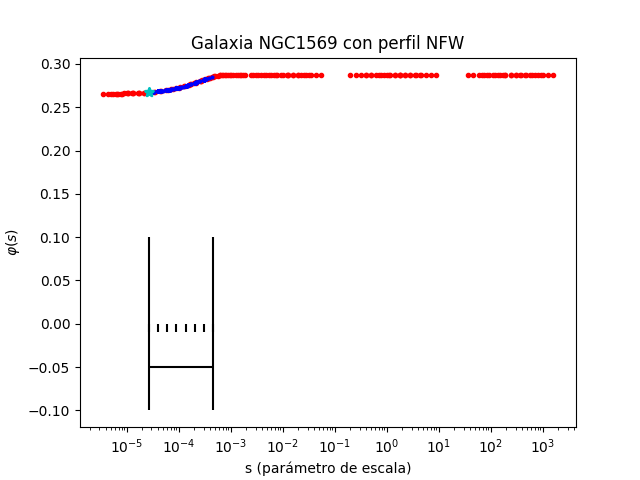 Galaxia NGC1569 con perfil NFW
φ(s)
0.30
0.25
0.20
0.15
0.10
0.05
0.00
−0.05
−0.10
10⁻⁵ 10⁻⁴ 10⁻³ 10⁻² 10⁻¹ 10⁰ 10¹ 10² 10³
s (parámetro de escala)